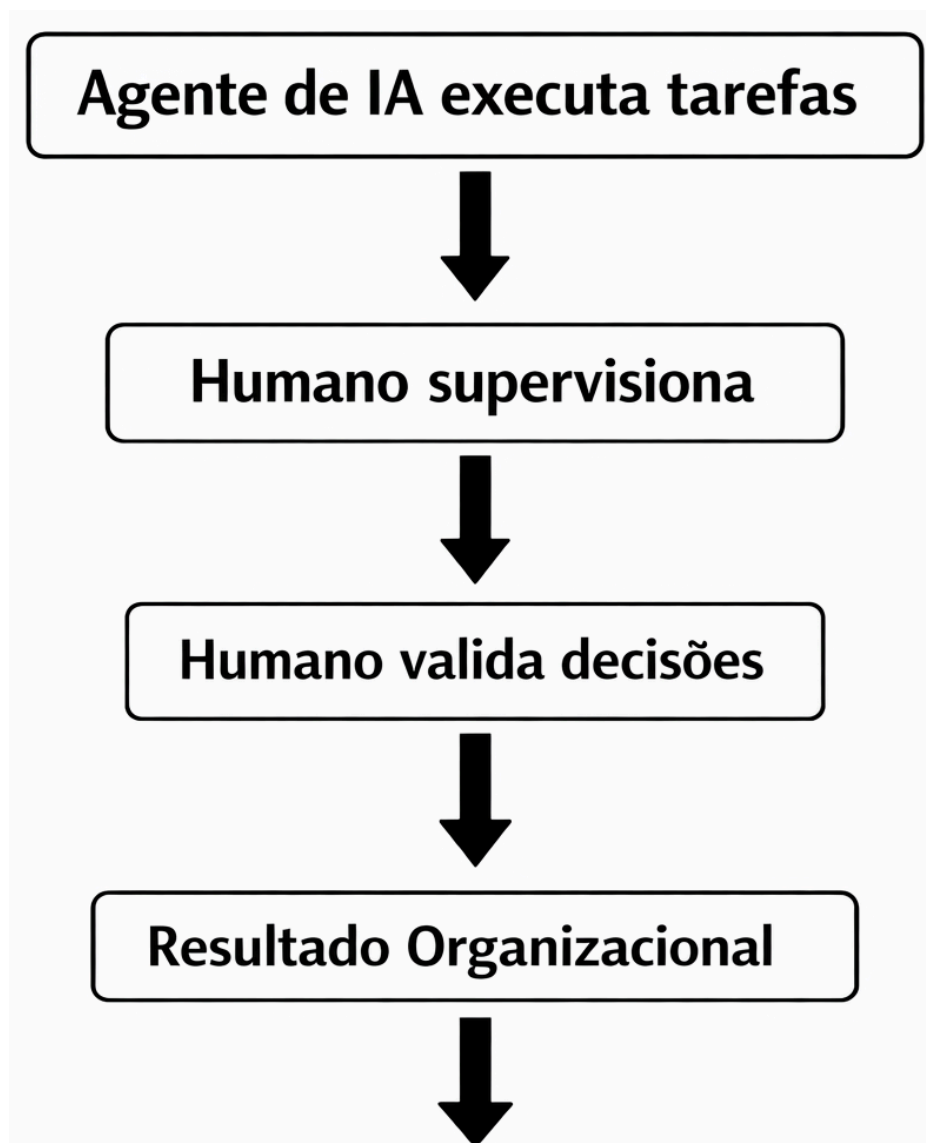 Agente de IA executa tarefas
Humano supervisiona
Humano valida decisões
Resultado Organizacional